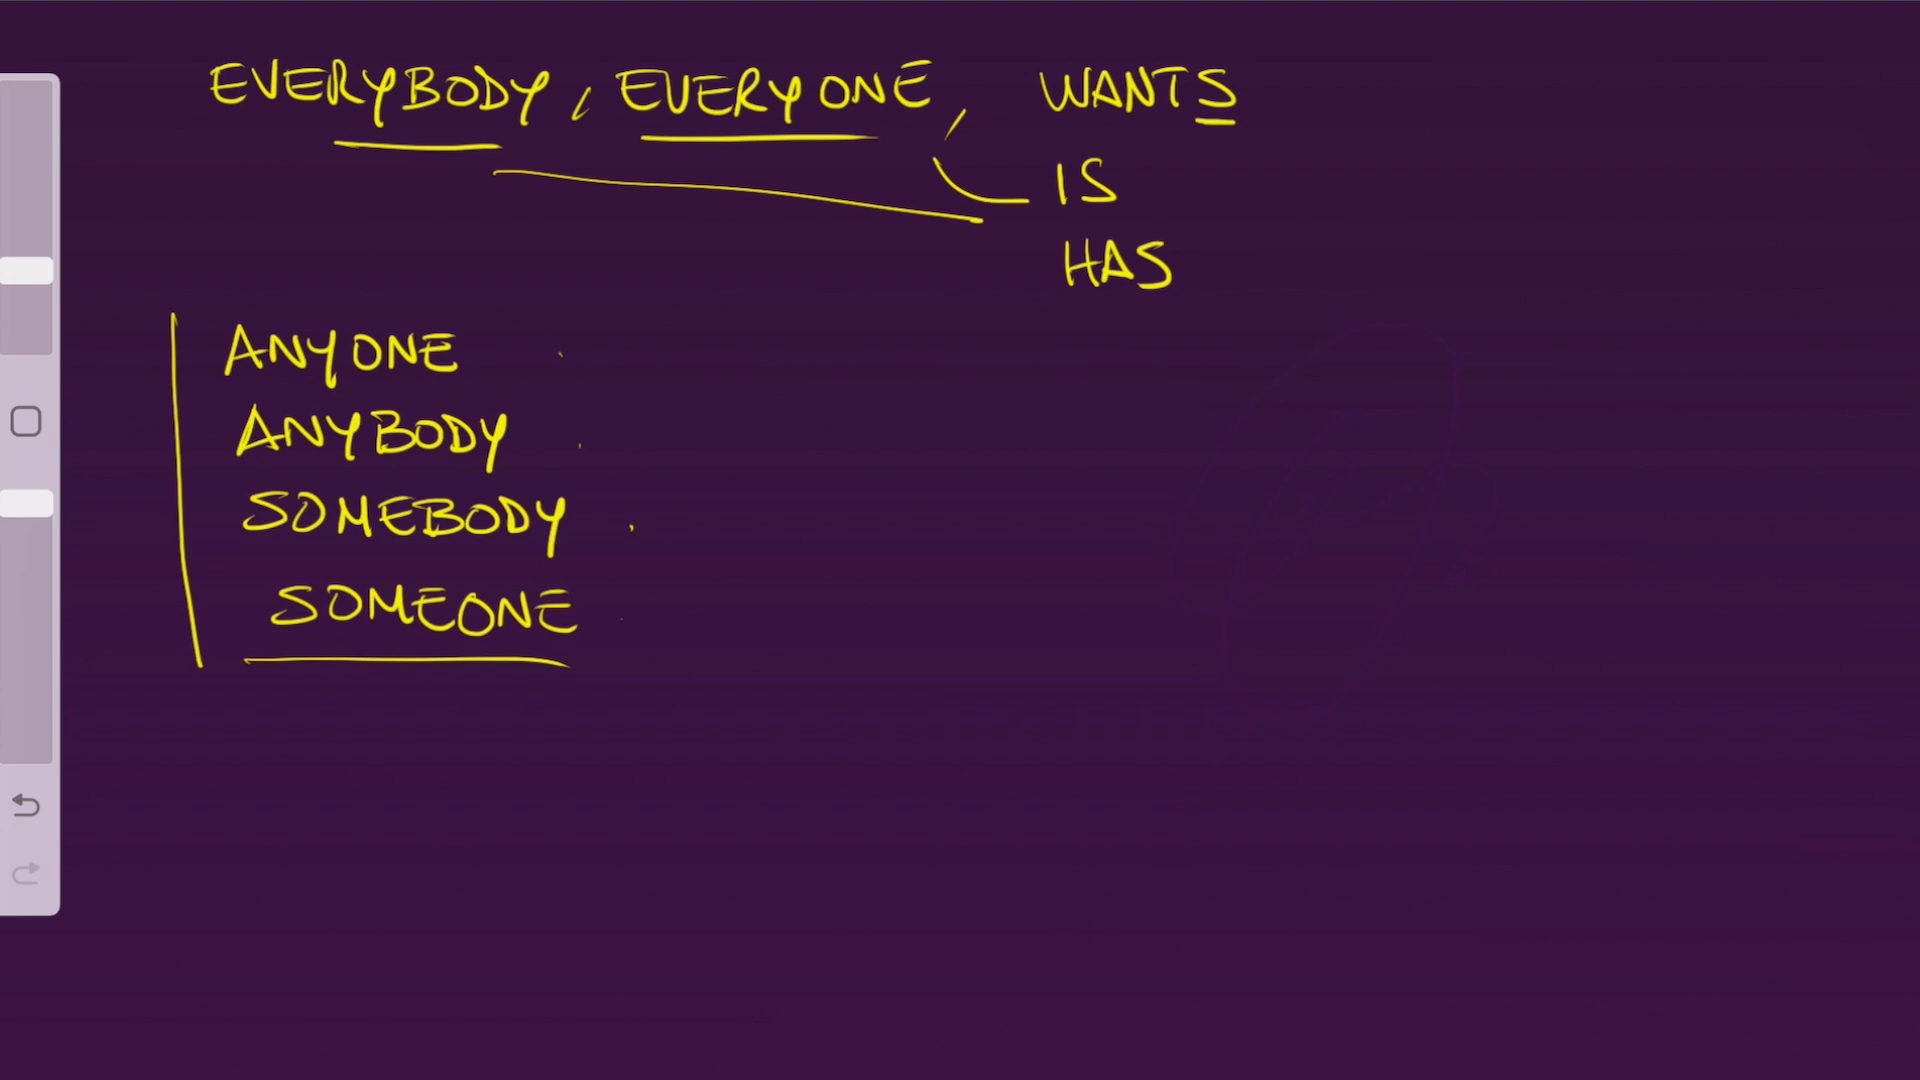 EVERYBODY, EVERYONE, WANTS
IS
HAS
ANYONE
ANYBODY
SOMEBODY
SOMEONE